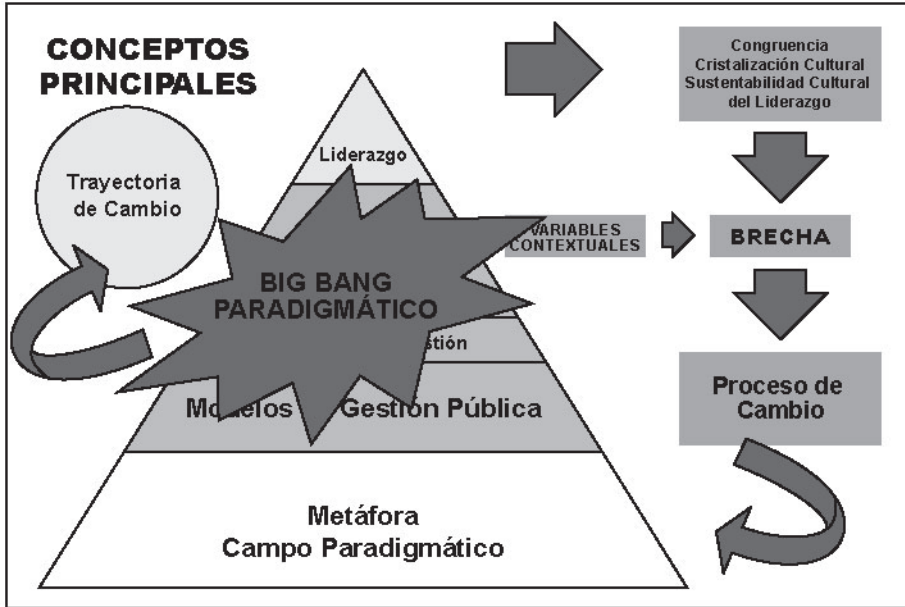 CONCEPTOS
PRINCIPALES
Trayectoria
de Cambio
Liderazgo
BIG BANG
PARADIGMÁTICO
Gestión Pública
Metáfora
Campo Paradigmático
Congruencia
Cristalización Cultural
Sustentabilidad Cultural
del Liderazgo
VARIABLES
CONTEXTUALES
BRECHA
Proceso de
Cambio